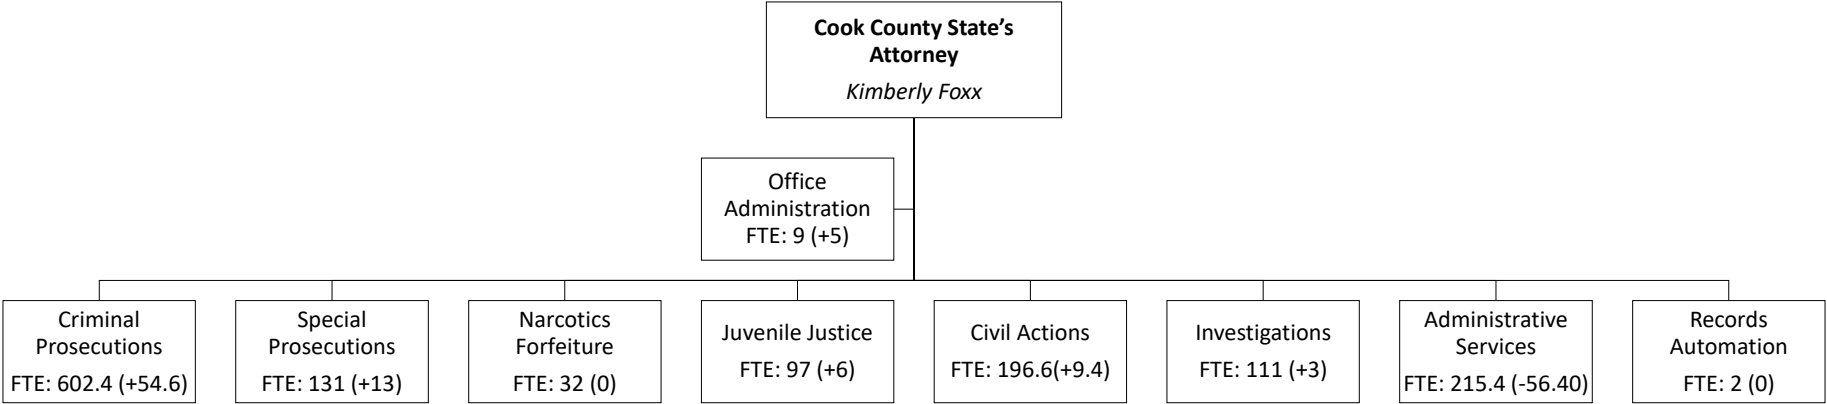 Cook County State’s
Attorney
Kimberly Foxx
Office
Administration
FTE: 9 (+5)
Criminal
Prosecutions
FTE: 602.4 (+54.6)
Special
Prosecutions
FTE: 131 (+13)
Narcotics
Forfeiture
FTE: 32 (0)
Juvenile Justice
FTE: 97 (+6)
Civil Actions
FTE: 196.6(+9.4)
Investigations
FTE: 111 (+3)
Administrative
Services
FTE: 215.4 (-56.40)
Records
Automation
FTE: 2 (0)